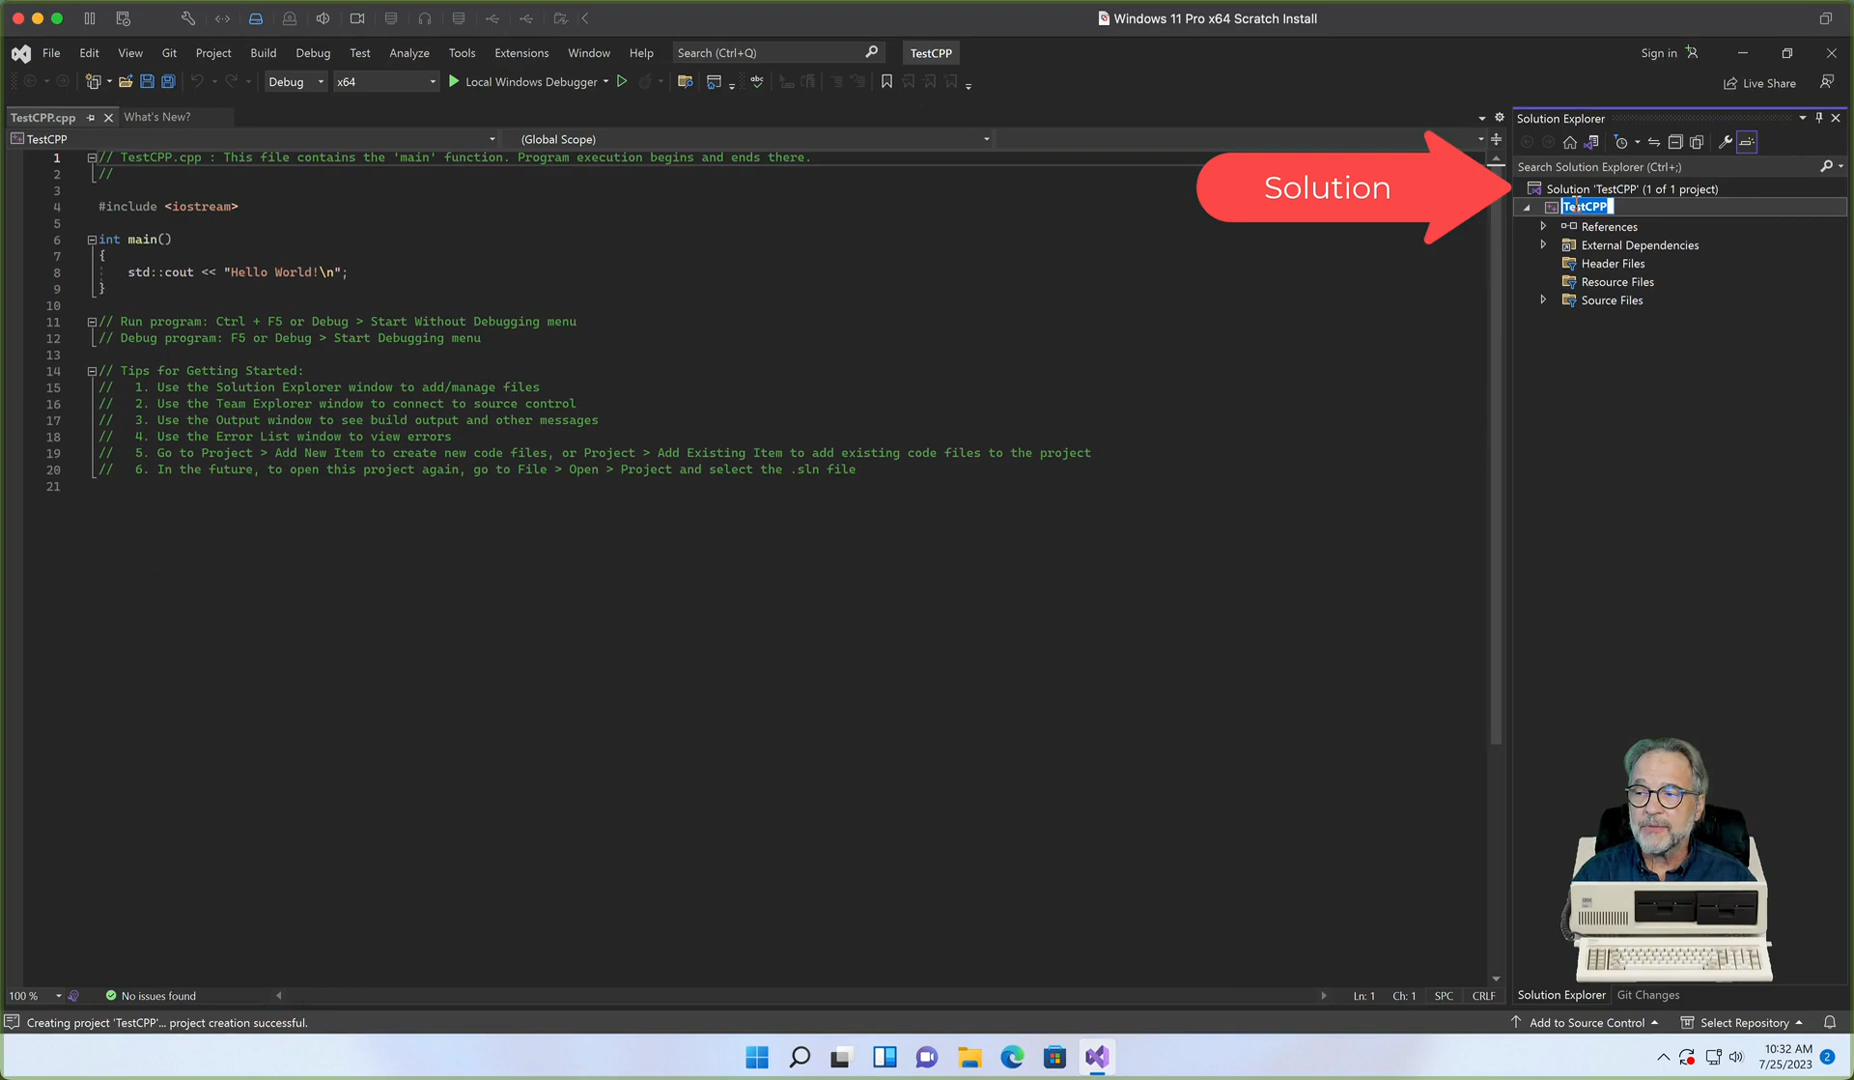 Windows 11 Pro x64 Scratch Install
File Edit View Git Project Build Debug Test Analyze Tools Extensions Window Help Search (Ctrl+Q) TestCPP Sign in
Debug x64 Local Windows Debugger Live Share
TestCPP.cpp What's New?
TestCPP (Global Scope)
1 // TestCPP.cpp : This file contains the 'main' function. Program execution begins and ends there.
2 //
3
4 #include <iostream>
5
6 int main()
7 {
8 std::cout << "Hello World!\n";
9 }
10
11 // Run program: Ctrl + F5 or Debug > Start Without Debugging menu
12 // Debug program: F5 or Debug > Start Debugging menu
13
14 // Tips for Getting Started:
15 // 1. Use the Solution Explorer window to add/manage files
16 // 2. Use the Team Explorer window to connect to source control
17 // 3. Use the Output window to see build output and other messages
18 // 4. Use the Error List window to view errors
19 // 5. Go to Project > Add New Item to create new code files, or Project > Add Existing Item to add existing code files to the project
20 // 6. In the future, to open this project again, go to File > Open > Project and select the .sln file
21
Solution
Solution Explorer
Search Solution Explorer (Ctrl+;)
Solution 'TestCPP' (1 of 1 project)
TestCPP
References
External Dependencies
Header Files
Resource Files
Source Files
IBM
100 % No issues found Ln: 1 Ch: 1 SPC CRLF
Solution Explorer Git Changes
Creating project 'TestCPP'... project creation successful. Add to Source Control Select Repository
10:32 AM
7/25/2023 2